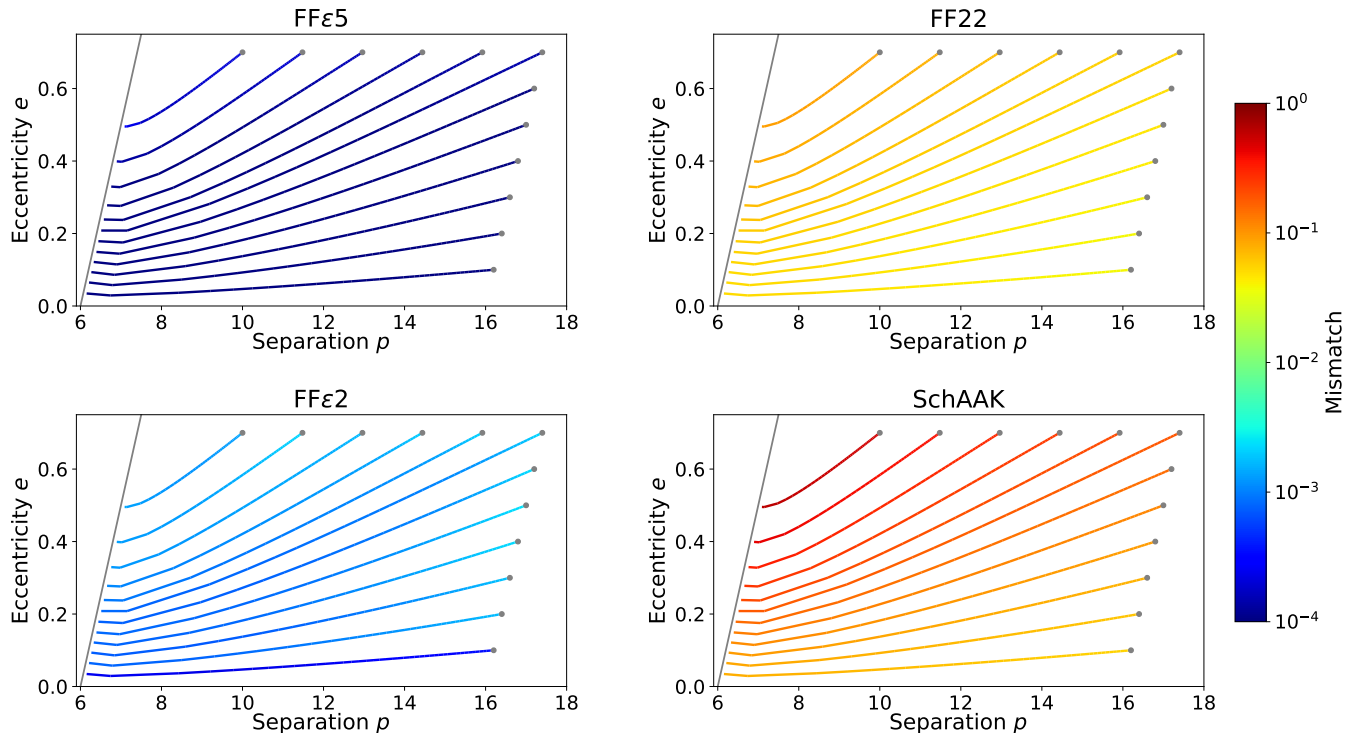 FFε5
Eccentricity e
0.6
0.4
0.2
0.0
6 8 10 12 14 16 18
Separation p
FF22
Eccentricity e
0.6
0.4
0.2
0.0
6 8 10 12 14 16 18
Separation p
FFε2
Eccentricity e
0.6
0.4
0.2
0.0
6 8 10 12 14 16 18
Separation p
SchAAK
Eccentricity e
0.6
0.4
0.2
0.0
6 8 10 12 14 16 18
Separation p
10⁰
10⁻¹
10⁻²
10⁻³
10⁻⁴
Mismatch